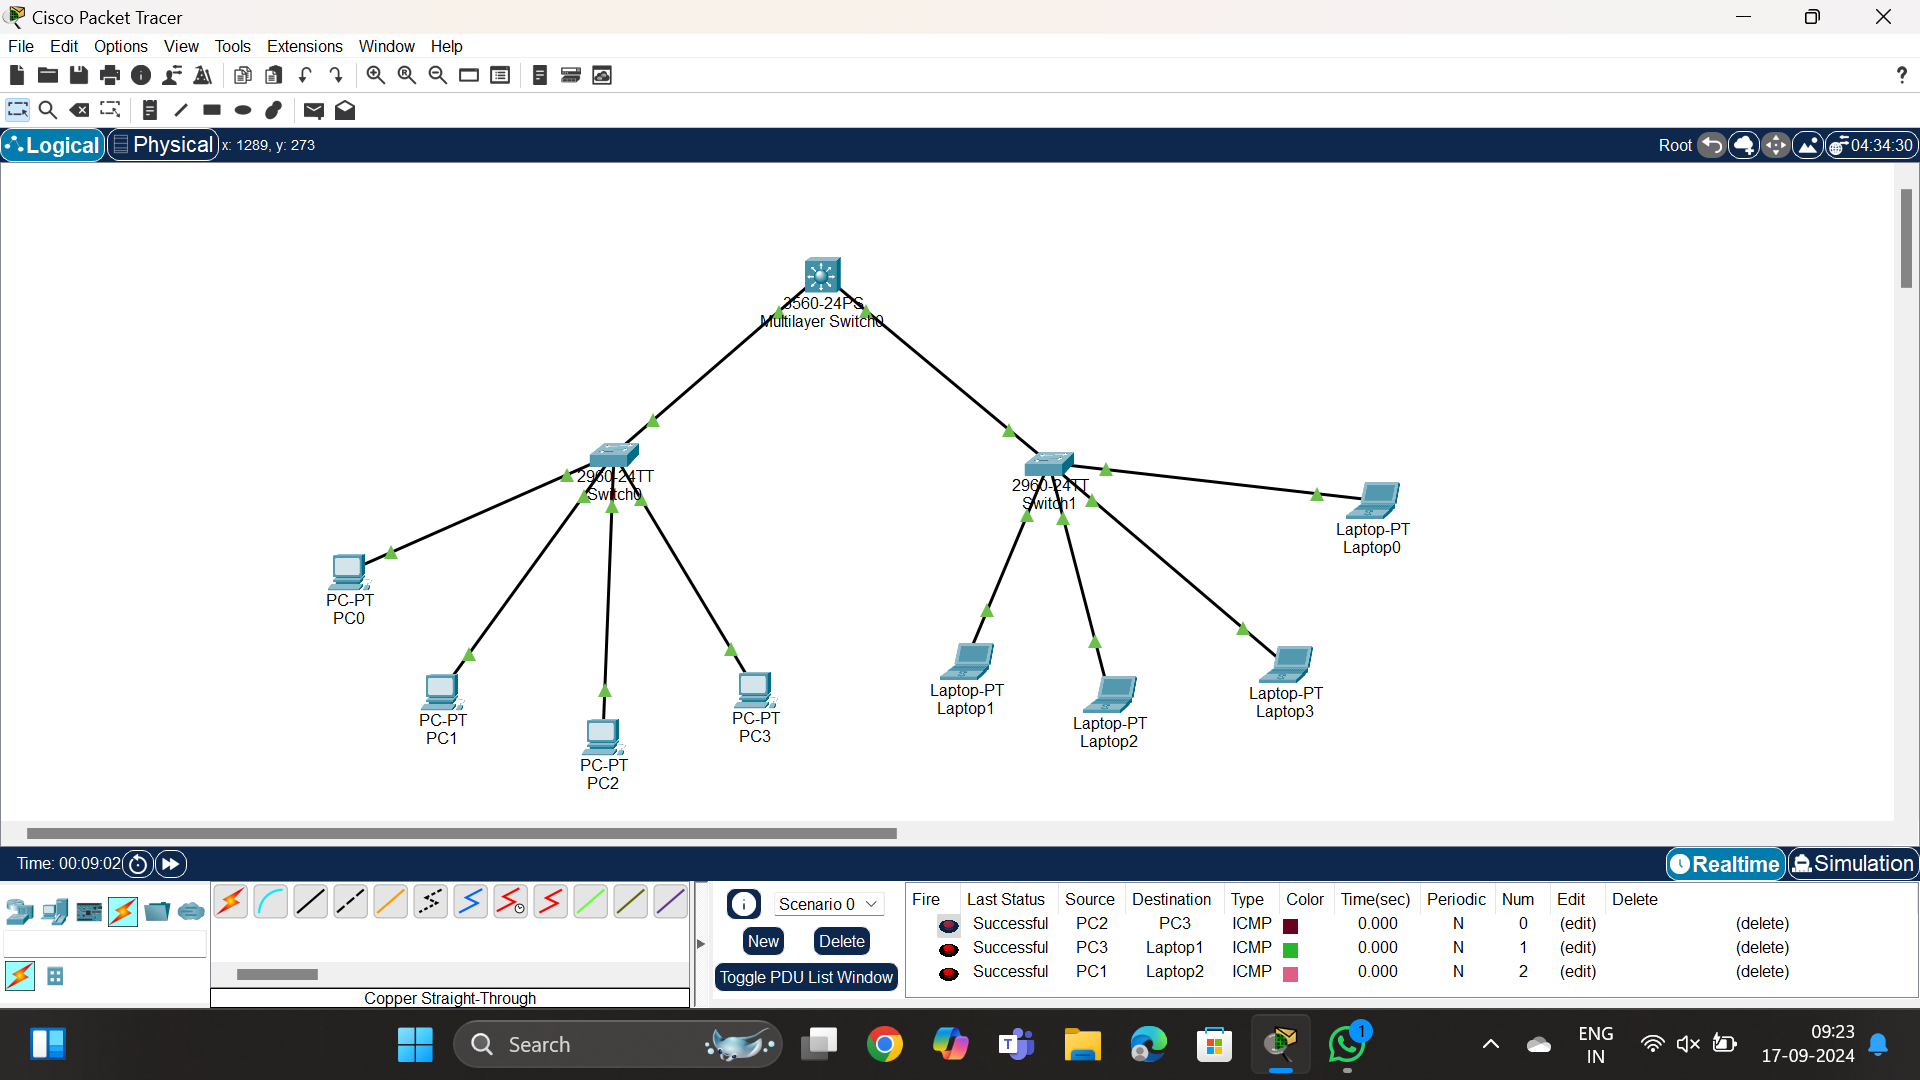 Cisco Packet Tracer
File Edit Options View Tools Extensions Window Help
?
Logical Physical x: 1289, y: 273 Root 04:34:30
3560-24PS
Multilayer Switch0
2960-24TT
Switch0
2960-24TT
Switch1
Laptop-PT
Laptop0
PC-PT
PC0
PC-PT
PC1
PC-PT
PC2
PC-PT
PC3
Laptop-PT
Laptop1
Laptop-PT
Laptop2
Laptop-PT
Laptop3
Time: 00:09:02 Realtime Simulation
Copper Straight-Through
Scenario 0
New Delete
Toggle PDU List Window
Fire Last Status Source Destination Type Color Time(sec) Periodic Num Edit Delete
Successful PC2 PC3 ICMP 0.000 N 0 (edit) (delete)
Successful PC3 Laptop1 ICMP 0.000 N 1 (edit) (delete)
Successful PC1 Laptop2 ICMP 0.000 N 2 (edit) (delete)
Search
1
ENG
IN
09:23
17-09-2024